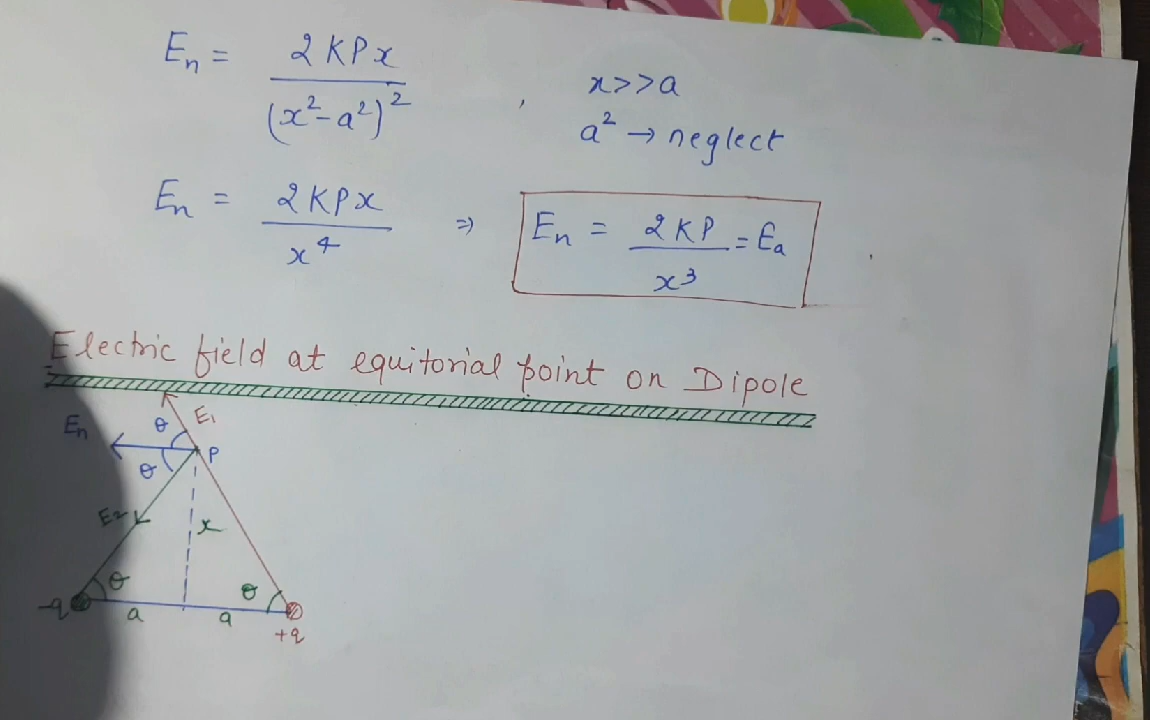 En = 2KPx / (x²-a²)² , x>>a
a² → neglect
En = 2KPx / x⁴ ⇒ En = 2KP / x³ = Ea
Electric field at equitorial point on Dipole
E₁
θ
En
P
θ
E₂
x
θ
θ
-q
a
a
+q